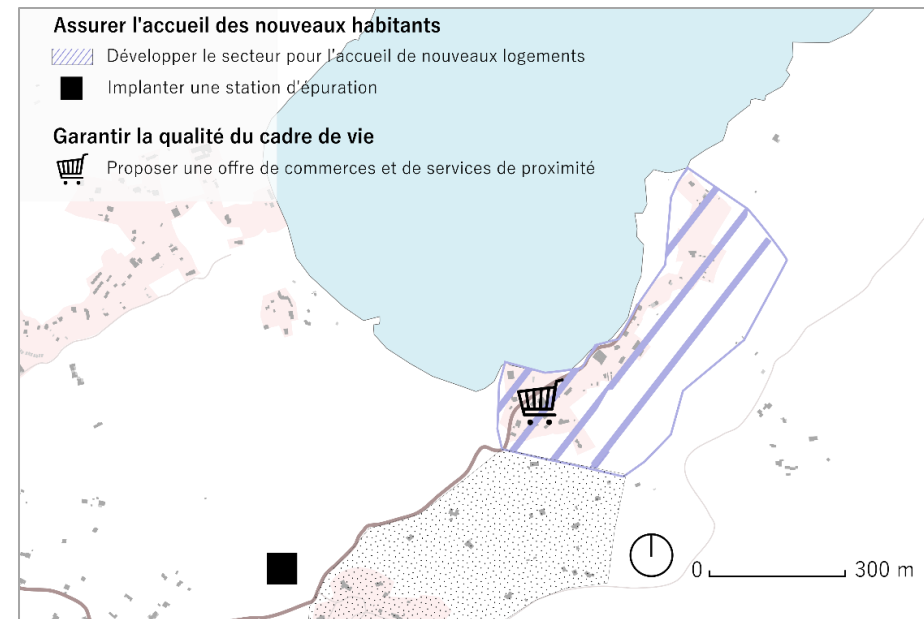 Assurer l'accueil des nouveaux habitants
Développer le secteur pour l'accueil de nouveaux logements
Implanter une station d'épuration
Garantir la qualité du cadre de vie
Proposer une offre de commerces et de services de proximité
0 300 m